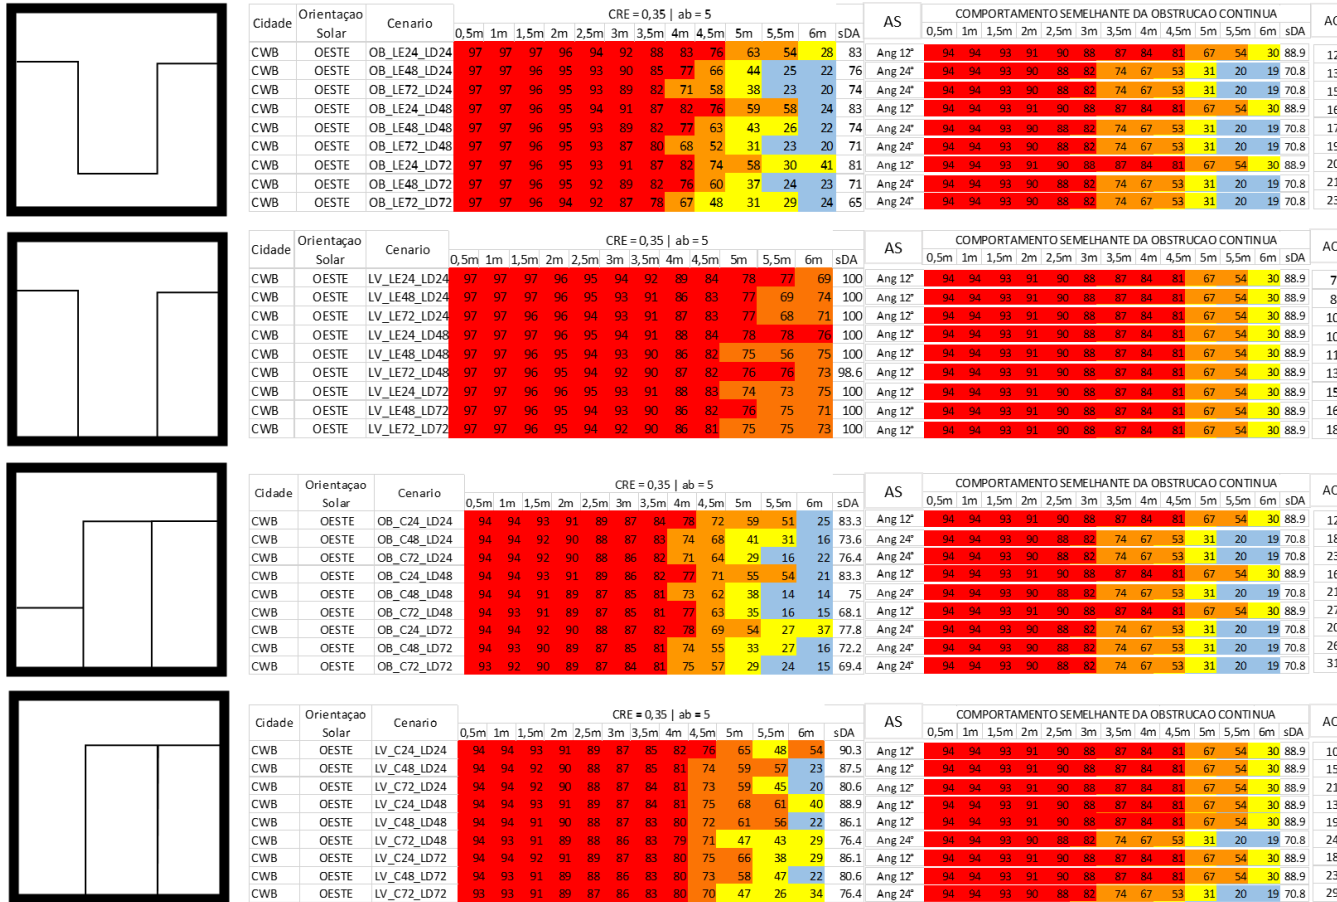 CRE = 0,35 | ab = 5 COMPORTAMENTO SEMELHANTE DA OBSTRUCAO CONTINUA
Cidade Orientaçao Solar Cenario 0,5m 1m 1,5m 2m 2,5m 3m 3,5m 4m 4,5m 5m 5,5m 6m sDA AS 0,5m 1m 1,5m 2m 2,5m 3m 3,5m 4m 4,5m 5m 5,5m 6m sDA
CWB OESTE OB_LE24_LD24 97 97 97 96 94 92 88 83 76 63 54 28 83 Ang 12° 94 94 93 91 90 88 87 84 81 67 54 30 88.9 12
CWB OESTE OB_LE48_LD24 97 97 96 95 93 90 85 77 66 44 25 22 76 Ang 24° 94 94 93 90 88 82 74 67 53 31 20 19 70.8 13
CWB OESTE OB_LE72_LD24 97 97 96 95 93 89 82 71 58 38 23 20 74 Ang 24° 94 94 93 90 88 82 74 67 53 31 20 19 70.8 15
CWB OESTE OB_LE24_LD48 97 97 96 95 94 91 87 82 76 59 58 24 83 Ang 12° 94 94 93 91 90 88 87 84 81 67 54 30 88.9 16
CWB OESTE OB_LE48_LD48 97 97 96 95 93 89 82 77 63 43 26 22 74 Ang 24° 94 94 93 90 88 82 74 67 53 31 20 19 70.8 17
CWB OESTE OB_LE72_LD48 97 97 96 95 93 87 80 68 52 31 23 20 71 Ang 24° 94 94 93 90 88 82 74 67 53 31 20 19 70.8 19
CWB OESTE OB_LE24_LD72 97 97 96 95 93 91 87 82 74 58 30 41 81 Ang 12° 94 94 93 91 90 88 87 84 81 67 54 30 88.9 20
CWB OESTE OB_LE48_LD72 97 97 96 95 92 89 82 76 60 37 24 23 71 Ang 24° 94 94 93 90 88 82 74 67 53 31 20 19 70.8 21
CWB OESTE OB_LE72_LD72 97 97 96 94 92 87 78 67 48 31 29 24 65 Ang 24° 94 94 93 90 88 82 74 67 53 31 20 19 70.8 23
CRE = 0,35 | ab = 5 COMPORTAMENTO SEMELHANTE DA OBSTRUCAO CONTINUA
Cidade Orientaçao Solar Cenario 0,5m 1m 1,5m 2m 2,5m 3m 3,5m 4m 4,5m 5m 5,5m 6m sDA AS 0,5m 1m 1,5m 2m 2,5m 3m 3,5m 4m 4,5m 5m 5,5m 6m sDA
CWB OESTE LV_LE24_LD24 97 97 97 96 95 94 92 89 84 78 77 69 100 Ang 12° 94 94 93 91 90 88 87 84 81 67 54 30 88.9 7
CWB OESTE LV_LE48_LD24 97 97 96 96 95 93 91 86 83 77 69 74 100 Ang 12° 94 94 93 91 90 88 87 84 81 67 54 30 88.9 8
CWB OESTE LV_LE72_LD24 97 97 96 96 94 93 91 87 83 77 68 71 100 Ang 12° 94 94 93 91 90 88 87 84 81 67 54 30 88.9 10
CWB OESTE LV_LE24_LD48 97 97 97 96 95 94 91 88 84 78 78 76 100 Ang 12° 94 94 93 91 90 88 87 84 81 67 54 30 88.9 10
CWB OESTE LV_LE48_LD48 97 97 96 95 94 93 90 86 82 75 56 75 100 Ang 12° 94 94 93 91 90 88 87 84 81 67 54 30 88.9 11
CWB OESTE LV_LE72_LD48 97 97 96 95 94 92 90 87 82 76 76 73 98.6 Ang 12° 94 94 93 91 90 88 87 84 81 67 54 30 88.9 13
CWB OESTE LV_LE24_LD72 97 97 96 96 95 93 91 88 83 74 73 75 100 Ang 12° 94 94 93 91 90 88 87 84 81 67 54 30 88.9 15
CWB OESTE LV_LE48_LD72 97 97 96 95 94 93 90 86 82 76 75 71 100 Ang 12° 94 94 93 91 90 88 87 84 81 67 54 30 88.9 16
CWB OESTE LV_LE72_LD72 97 97 96 95 94 92 90 86 81 75 75 73 100 Ang 12° 94 94 93 91 90 88 87 84 81 67 54 30 88.9 18
CRE = 0,35 | ab = 5 COMPORTAMENTO SEMELHANTE DA OBSTRUCAO CONTINUA
Cidade Orientaçao Solar Cenario 0,5m 1m 1,5m 2m 2,5m 3m 3,5m 4m 4,5m 5m 5,5m 6m sDA AS 0,5m 1m 1,5m 2m 2,5m 3m 3,5m 4m 4,5m 5m 5,5m 6m sDA
CWB OESTE OB_C24_LD24 94 94 93 91 89 87 84 78 72 59 51 25 83.3 Ang 12° 94 94 93 91 90 88 87 84 81 67 54 30 88.9 12
CWB OESTE OB_C48_LD24 94 94 92 90 88 87 83 74 68 41 31 16 73.6 Ang 24° 94 94 93 90 88 82 74 67 53 31 20 19 70.8 18
CWB OESTE OB_C72_LD24 94 94 92 90 88 86 82 71 64 29 16 22 76.4 Ang 24° 94 94 93 90 88 82 74 67 53 31 20 19 70.8 23
CWB OESTE OB_C24_LD48 94 94 93 91 89 86 82 77 71 55 54 21 83.3 Ang 12° 94 94 93 91 90 88 87 84 81 67 54 30 88.9 16
CWB OESTE OB_C48_LD48 94 94 91 89 87 85 81 73 62 38 14 14 75 Ang 24° 94 94 93 90 88 82 74 67 53 31 20 19 70.8 21
CWB OESTE OB_C72_LD48 94 93 91 89 87 85 81 77 63 35 16 15 68.1 Ang 12° 94 94 93 91 90 88 87 84 81 67 54 30 88.9 27
CWB OESTE OB_C24_LD72 94 94 92 90 88 87 82 78 69 54 27 37 77.8 Ang 24° 94 94 93 90 88 82 74 67 53 31 20 19 70.8 20
CWB OESTE OB_C48_LD72 94 93 90 89 87 85 81 74 55 33 27 16 72.2 Ang 24° 94 94 93 90 88 82 74 67 53 31 20 19 70.8 26
CWB OESTE OB_C72_LD72 93 92 90 89 87 84 81 75 57 29 24 15 69.4 Ang 24° 94 94 93 90 88 82 74 67 53 31 20 19 70.8 31
CRE = 0,35 | ab = 5 COMPORTAMENTO SEMELHANTE DA OBSTRUCAO CONTINUA
Cidade Orientaçao Solar Cenario 0,5m 1m 1,5m 2m 2,5m 3m 3,5m 4m 4,5m 5m 5,5m 6m sDA AS 0,5m 1m 1,5m 2m 2,5m 3m 3,5m 4m 4,5m 5m 5,5m 6m sDA
CWB OESTE LV_C24_LD24 94 94 93 91 89 87 85 82 76 65 48 54 90.3 Ang 12° 94 94 93 91 90 88 87 84 81 67 54 30 88.9 10
CWB OESTE LV_C48_LD24 94 94 92 90 88 87 85 81 74 59 57 23 87.5 Ang 12° 94 94 93 91 90 88 87 84 81 67 54 30 88.9 15
CWB OESTE LV_C72_LD24 94 94 92 90 88 87 84 81 73 59 45 20 80.6 Ang 12° 94 94 93 91 90 88 87 84 81 67 54 30 88.9 21
CWB OESTE LV_C24_LD48 94 94 93 91 89 87 84 81 75 68 61 40 88.9 Ang 12° 94 94 93 91 90 88 87 84 81 67 54 30 88.9 13
CWB OESTE LV_C48_LD48 94 94 91 90 88 87 83 80 72 61 56 22 86.1 Ang 12° 94 94 93 91 90 88 87 84 81 67 54 30 88.9 19
CWB OESTE LV_C72_LD48 94 93 91 89 88 86 83 79 71 47 43 29 76.4 Ang 24° 94 94 93 90 88 82 74 67 53 31 20 19 70.8 24
CWB OESTE LV_C24_LD72 94 94 92 91 89 87 83 80 75 66 38 29 86.1 Ang 12° 94 94 93 91 90 88 87 84 81 67 54 30 88.9 18
CWB OESTE LV_C48_LD72 94 93 91 89 88 86 83 80 73 58 47 22 80.6 Ang 12° 94 94 93 91 90 88 87 84 81 67 54 30 88.9 23
CWB OESTE LV_C72_LD72 93 93 91 89 87 86 83 80 70 47 26 34 76.4 Ang 24° 94 94 93 90 88 82 74 67 53 31 20 19 70.8 29